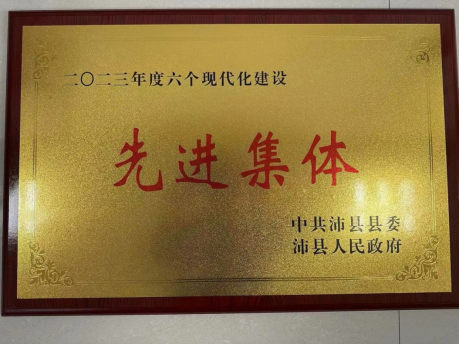 二〇二三年度六个现代化建设
先进集体
中共沛县县委
沛县人民政府